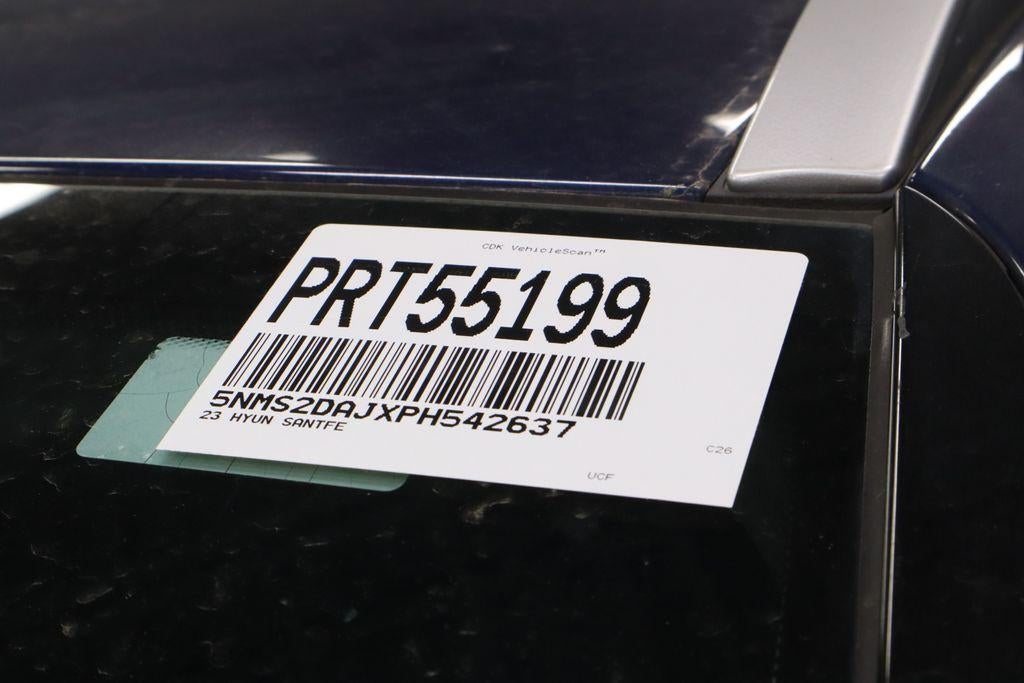 CDK VehicleScan™
PRT55199
5NMS2DAJXPH542637
23 HYUN SANTFE
C26
UCF